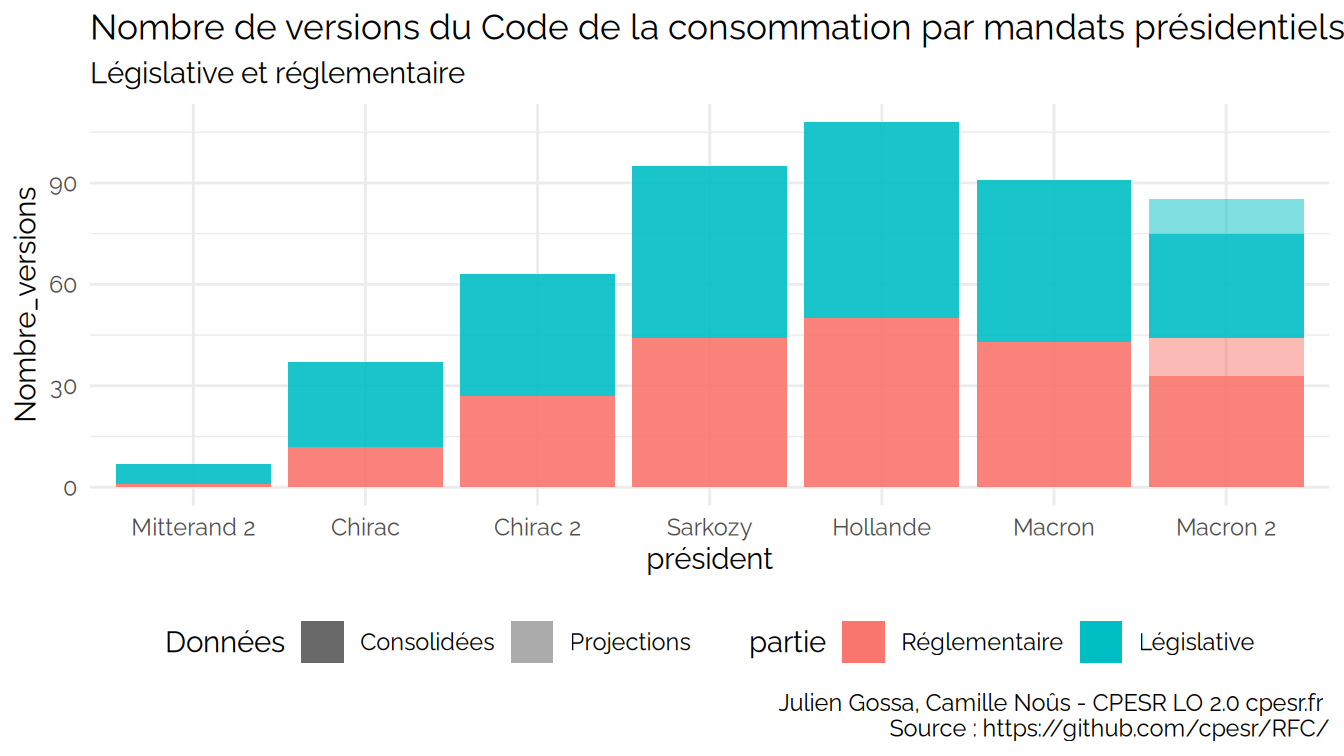 Nombre de versions du Code de la consommation par mandats présidentiels
Législative et réglementaire
Nombre_versions
90
60
30
0
Mitterand 2 Chirac Chirac 2 Sarkozy Hollande Macron Macron 2
président
Données Consolidées Projections partie Réglementaire Législative
Julien Gossa, Camille Noûs - CPESR LO 2.0 cpesr.fr
Source : https://github.com/cpesr/RFC/